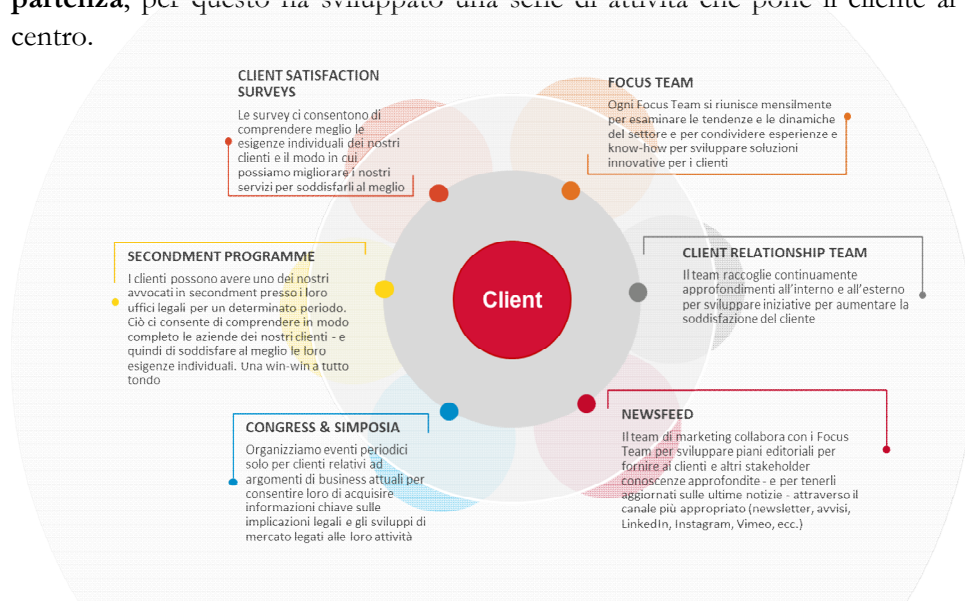 partenza, per questo ha sviluppato una serie di attività che pone il cliente al
centro.
CLIENT SATISFACTION
SURVEYS
Le survey ci consentono di
comprendere meglio le
esigenze individuali dei nostri
clienti e il modo in cui
possiamo migliorare i nostri
servizi per soddisfarli al meglio
FOCUS TEAM
Ogni Focus Team si riunisce mensilmente
per esaminare le tendenze e le dinamiche
del settore e per condividere esperienze e
know-how per sviluppare soluzioni
innovative per i clienti
SECONDMENT PROGRAMME
I clienti possono avere uno dei nostri
avvocati in secondment presso i loro
uffici legali per un determinato periodo.
Ciò ci consente di comprendere in modo
completo le aziende dei nostri clienti - e
quindi di soddisfare al meglio le loro
esigenze individuali. Una win-win a tutto
tondo
Client
CLIENT RELATIONSHIP TEAM
Il team raccoglie continuamente
approfondimenti all'interno e all'esterno
per sviluppare iniziative per aumentare la
soddisfazione del cliente
CONGRESS & SIMPOSIA
Organizziamo eventi periodici
solo per clienti relativi ad
argomenti di business attuali per
consentire loro di acquisire
informazioni chiave sulle
implicazioni legali e gli sviluppi di
mercato legati alle loro attività
NEWSFEED
Il team di marketing collabora con i Focus
Team per sviluppare piani editoriali per
fornire ai clienti e altri stakeholder
conoscenze approfondite - e per tenerli
aggiornati sulle ultime notizie - attraverso il
canale più appropriato (newsletter, avvisi,
LinkedIn, Instagram, Vimeo, ecc.)